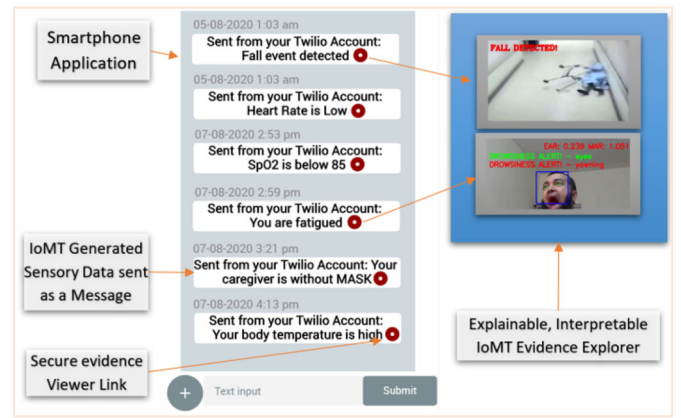 Smartphone
Application
05-08-2020 1:03 am
Sent from your Twilio Account:
Fall event detected
05-08-2020 1:03 am
Sent from your Twilio Account:
Heart Rate is Low
07-08-2020 2:53 pm
Sent from your Twilio Account:
SpO2 is below 85
07-08-2020 2:59 pm
Sent from your Twilio Account:
You are fatigued
07-08-2020 3:21 pm
Sent from your Twilio Account: Your
caregiver is without MASK
07-08-2020 4:13 pm
Sent from your Twilio Account:
Your body temperature is high
+
Text input
Submit
IoMT Generated
Sensory Data sent
as a Message
Secure evidence
Viewer Link
FALL DETECTED!
EAR: 0.239 MAR: 1.051
DROWSINESS ALERT! - eyes
DROWSINESS ALERT! - yawning
Explainable, Interpretable
IoMT Evidence Explorer